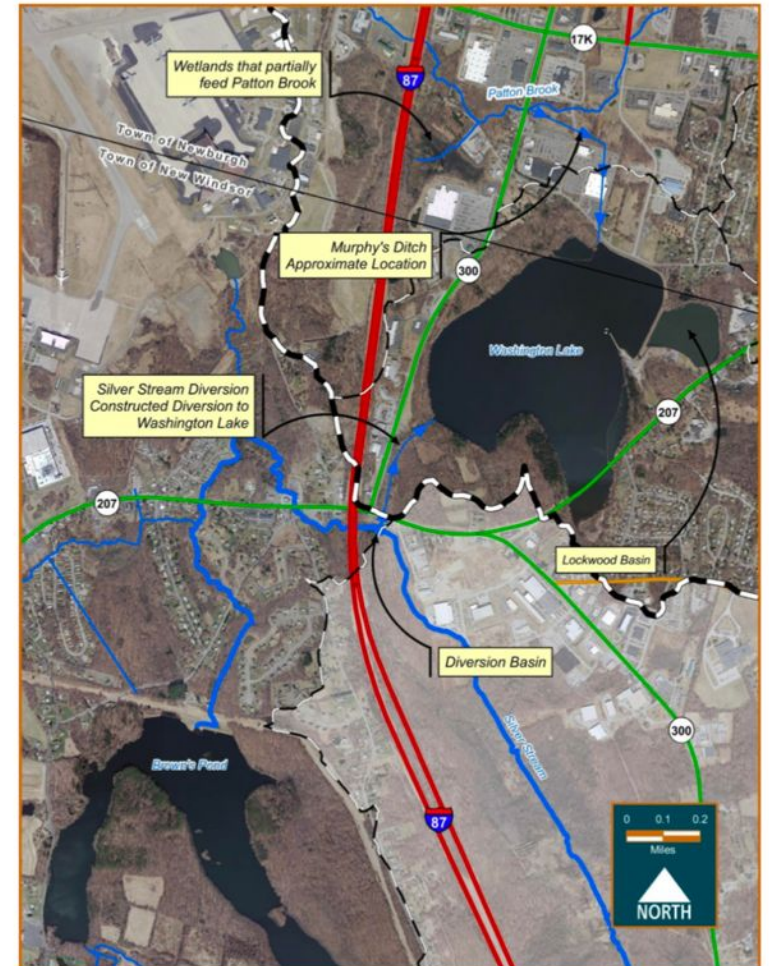 17K
Wetlands that partially
feed Patton Brook
87
Patton Brook
Town of Newburgh
Town of New Windsor
Murphy's Ditch
Approximate Location
300
Washington Lake
Silver Stream Diversion
Constructed Diversion to
Washington Lake
207
207
Lockwood Basin
Diversion Basin
Silver Stream
300
Brown's Pond
87
0 0.1 0.2
Miles
NORTH